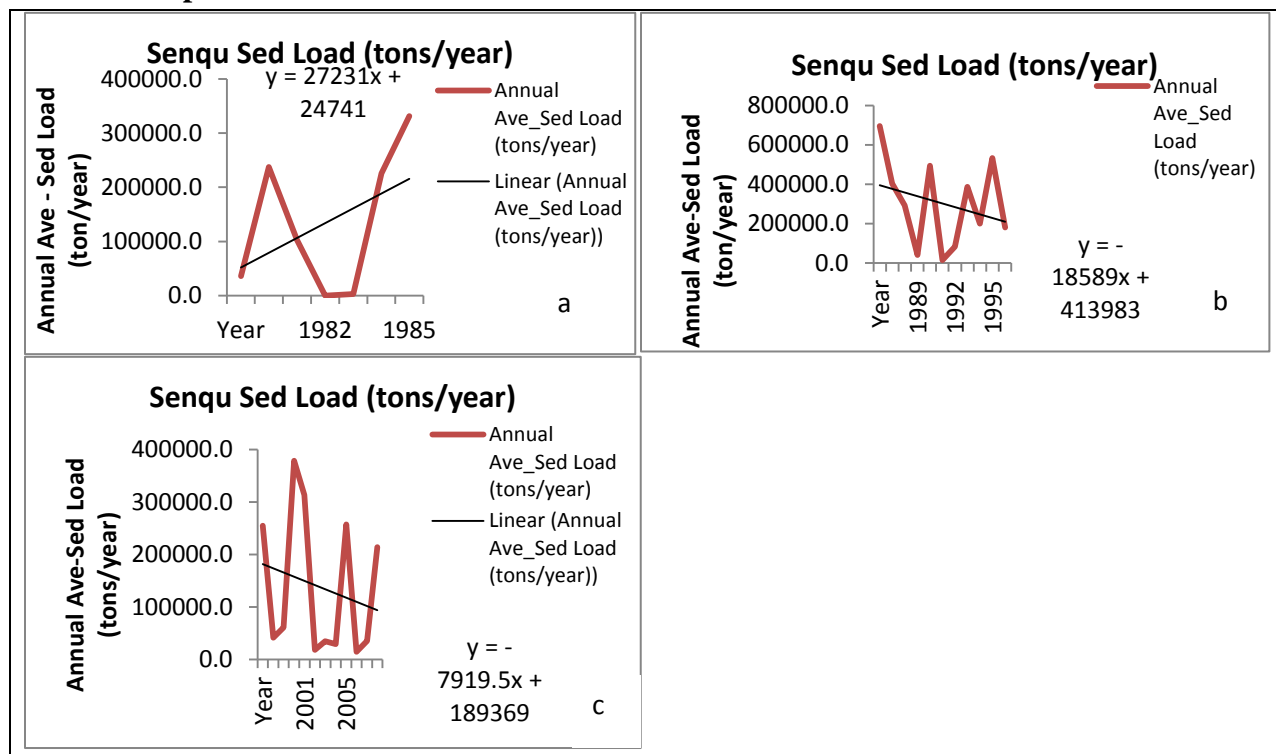 Senqu Sed Load (tons/year)
y = 27231x +
24741
Annual Ave - Sed Load
(ton/year)
400000.0
300000.0
200000.0
100000.0
0.0
Year 1982 1985
Annual
Ave_Sed Load
(tons/year)
Linear (Annual
Ave_Sed Load
(tons/year))
a
Senqu Sed Load (tons/year)
Annual Ave-Sed Load
(ton/year)
800000.0
600000.0
400000.0
200000.0
0.0
Year
1989
1992
1995
Annual
Ave_Sed
Load
(tons/year)
y = -
18589x +
413983
b
Senqu Sed Load (tons/year)
Annual Ave-Sed Load
(tons/year)
400000.0
300000.0
200000.0
100000.0
0.0
Year
2001
2005
Annual
Ave_Sed Load
(tons/year)
Linear (Annual
Ave_Sed Load
(tons/year))
y = -
7919.5x +
189369
c